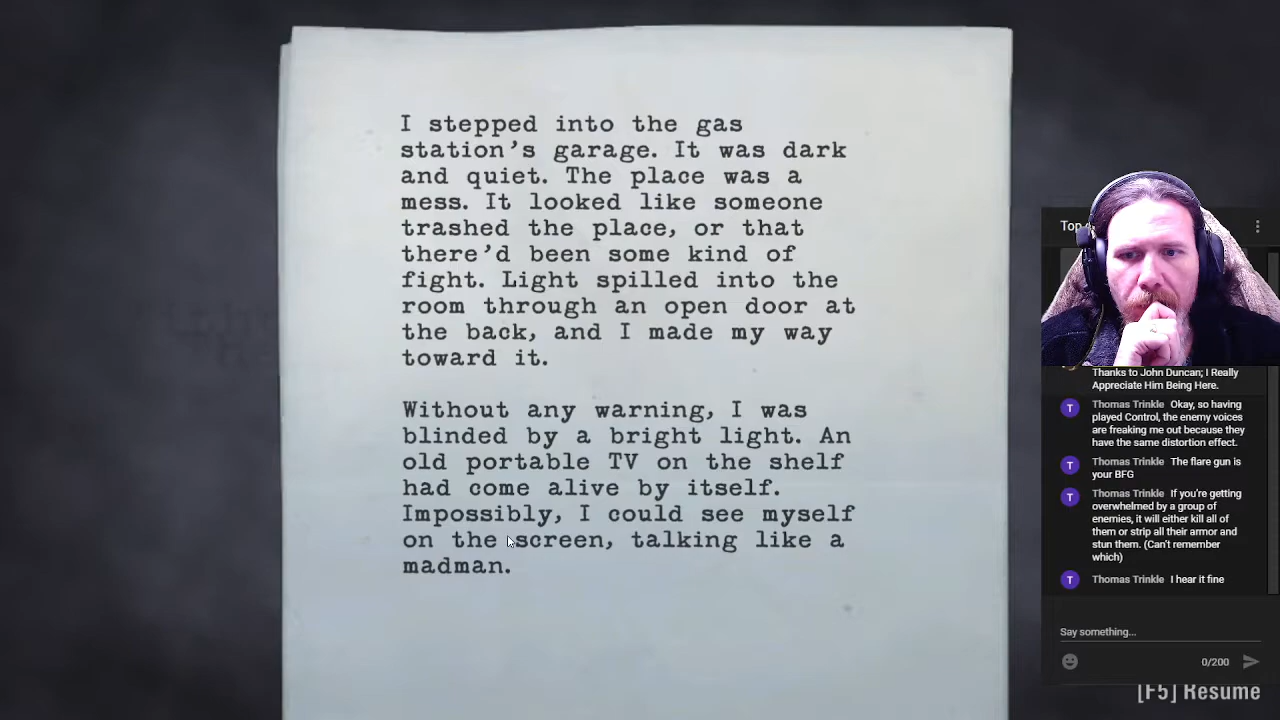 I stepped into the gas
station's garage. It was dark
and quiet. The place was a
mess. It looked like someone
trashed the place, or that
there'd been some kind of
fight. Light spilled into the
room through an open door at
the back, and I made my way
toward it.
Without any warning, I was
blinded by a bright light. An
old portable TV on the shelf
had come alive by itself.
Impossibly, I could see myself
on the screen, talking like a
madman.
Top
Thanks to John Duncan; I Really
Appreciate Him Being Here.
T Thomas Trinkle Okay, so having
played Control, the enemy voices
are freaking me out because they
have the same distortion effect.
T Thomas Trinkle The flare gun is
your BFG
T Thomas Trinkle If you're getting
overwhelmed by a group of
enemies, it will either kill all of
them or strip all their armor and
stun them. (Can't remember
which)
T Thomas Trinkle I hear it fine
Say something...
0/200
[F5] Resume